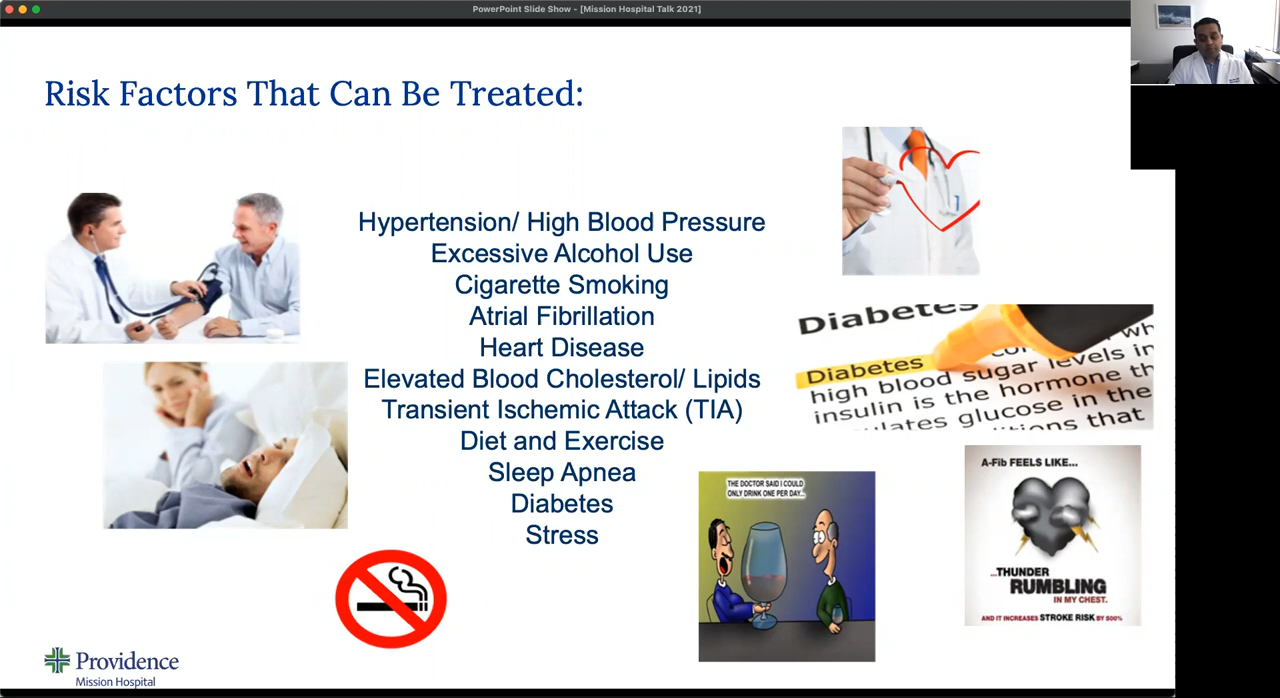 PowerPoint Slide Show - [Mission Hospital Talk 2021]
Risk Factors That Can Be Treated:
Hypertension/ High Blood Pressure
Excessive Alcohol Use
Cigarette Smoking
Atrial Fibrillation
Heart Disease
Elevated Blood Cholesterol/ Lipids
Transient Ischemic Attack (TIA)
Diet and Exercise
Sleep Apnea
Diabetes
Stress
Diabetes
Diabetes
high blood sugar levels in
insulin is the hormone th
glucose in the
that
THE DOCTOR SAID I COULD
ONLY DRINK ONE PER DAY...
A-FIB FEELS LIKE...
...THUNDER
RUMBLING
IN MY CHEST.
AND IT INCREASES STROKE RISK BY 500%
Providence
Mission Hospital